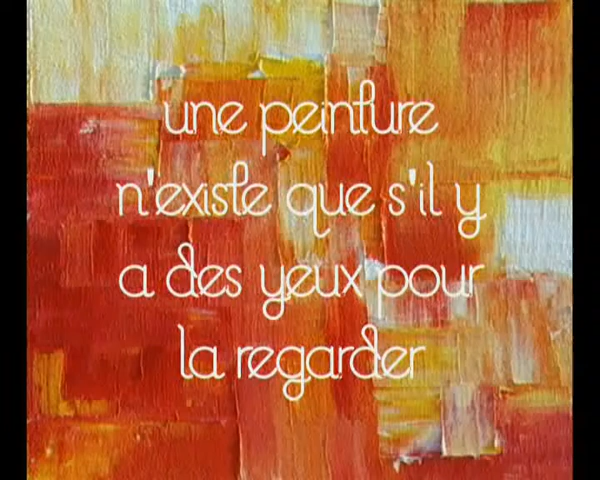 une peinture
n'existe que s'il y
a des yeux pour
la regarder